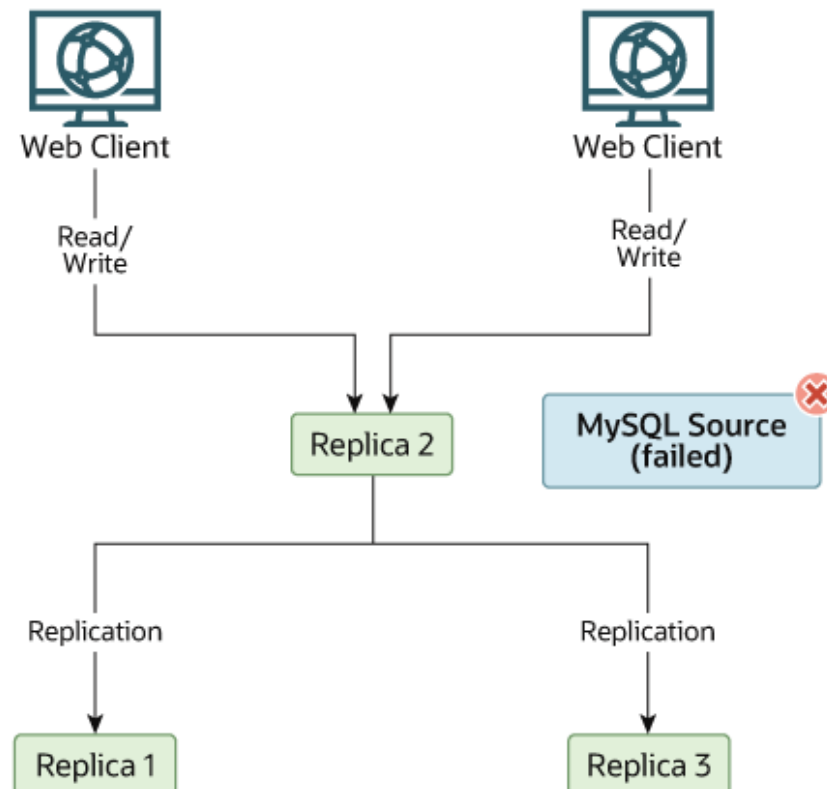 Web Client
Web Client
Read/
Write
Read/
Write
Replica 2
MySQL Source
(failed)
Replication
Replication
Replica 1
Replica 3